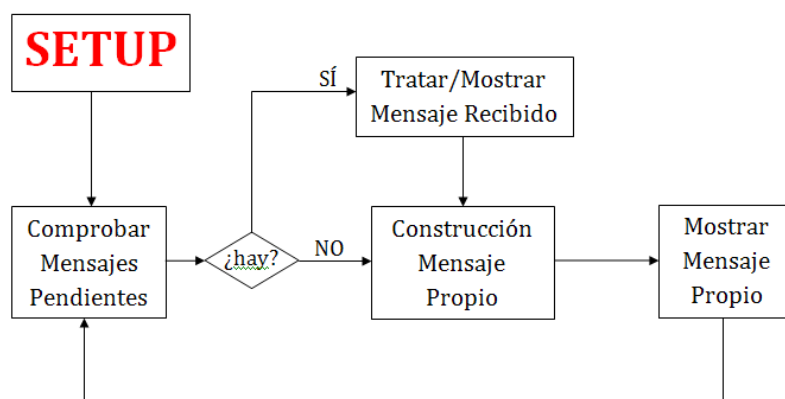 SETUP
SÍ
Tratar/Mostrar
Mensaje Recibido
Comprobar
Mensajes
Pendientes
¿hay?
NO
Construcción
Mensaje
Propio
Mostrar
Mensaje
Propio